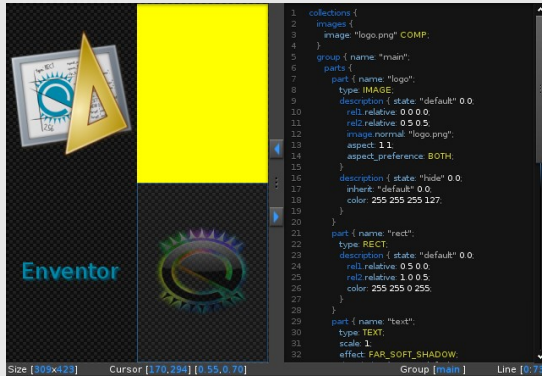 Enventor
1 collections {
2 images {
3 image: "logo.png" COMP;
4 }
5 group { name: "main";
6 parts {
7 part { name: "logo";
8 type: IMAGE;
9 description { state: "default" 0.0;
10 rel1.relative: 0.0 0.0;
11 rel2.relative: 0.5 0.5;
12 image.normal: "logo.png";
13 aspect: 1 1;
14 aspect_preference: BOTH;
15 }
16 description { state: "hide" 0.0;
17 inherit: "default" 0.0;
18 color: 255 255 255 127;
19 }
20 }
21 part { name: "rect";
22 type: RECT;
23 description { state: "default" 0.0;
24 rel1.relative: 0.5 0.0;
25 rel2.relative: 1.0 0.5;
26 color: 255 255 0 255;
27 }
28 }
29 part { name: "text";
30 type: TEXT;
31 scale: 1;
32 effect: FAR_SOFT_SHADOW;
Size [309x423] Cursor [170,294] [0.55,0.70] Group [main ] Line [0:73